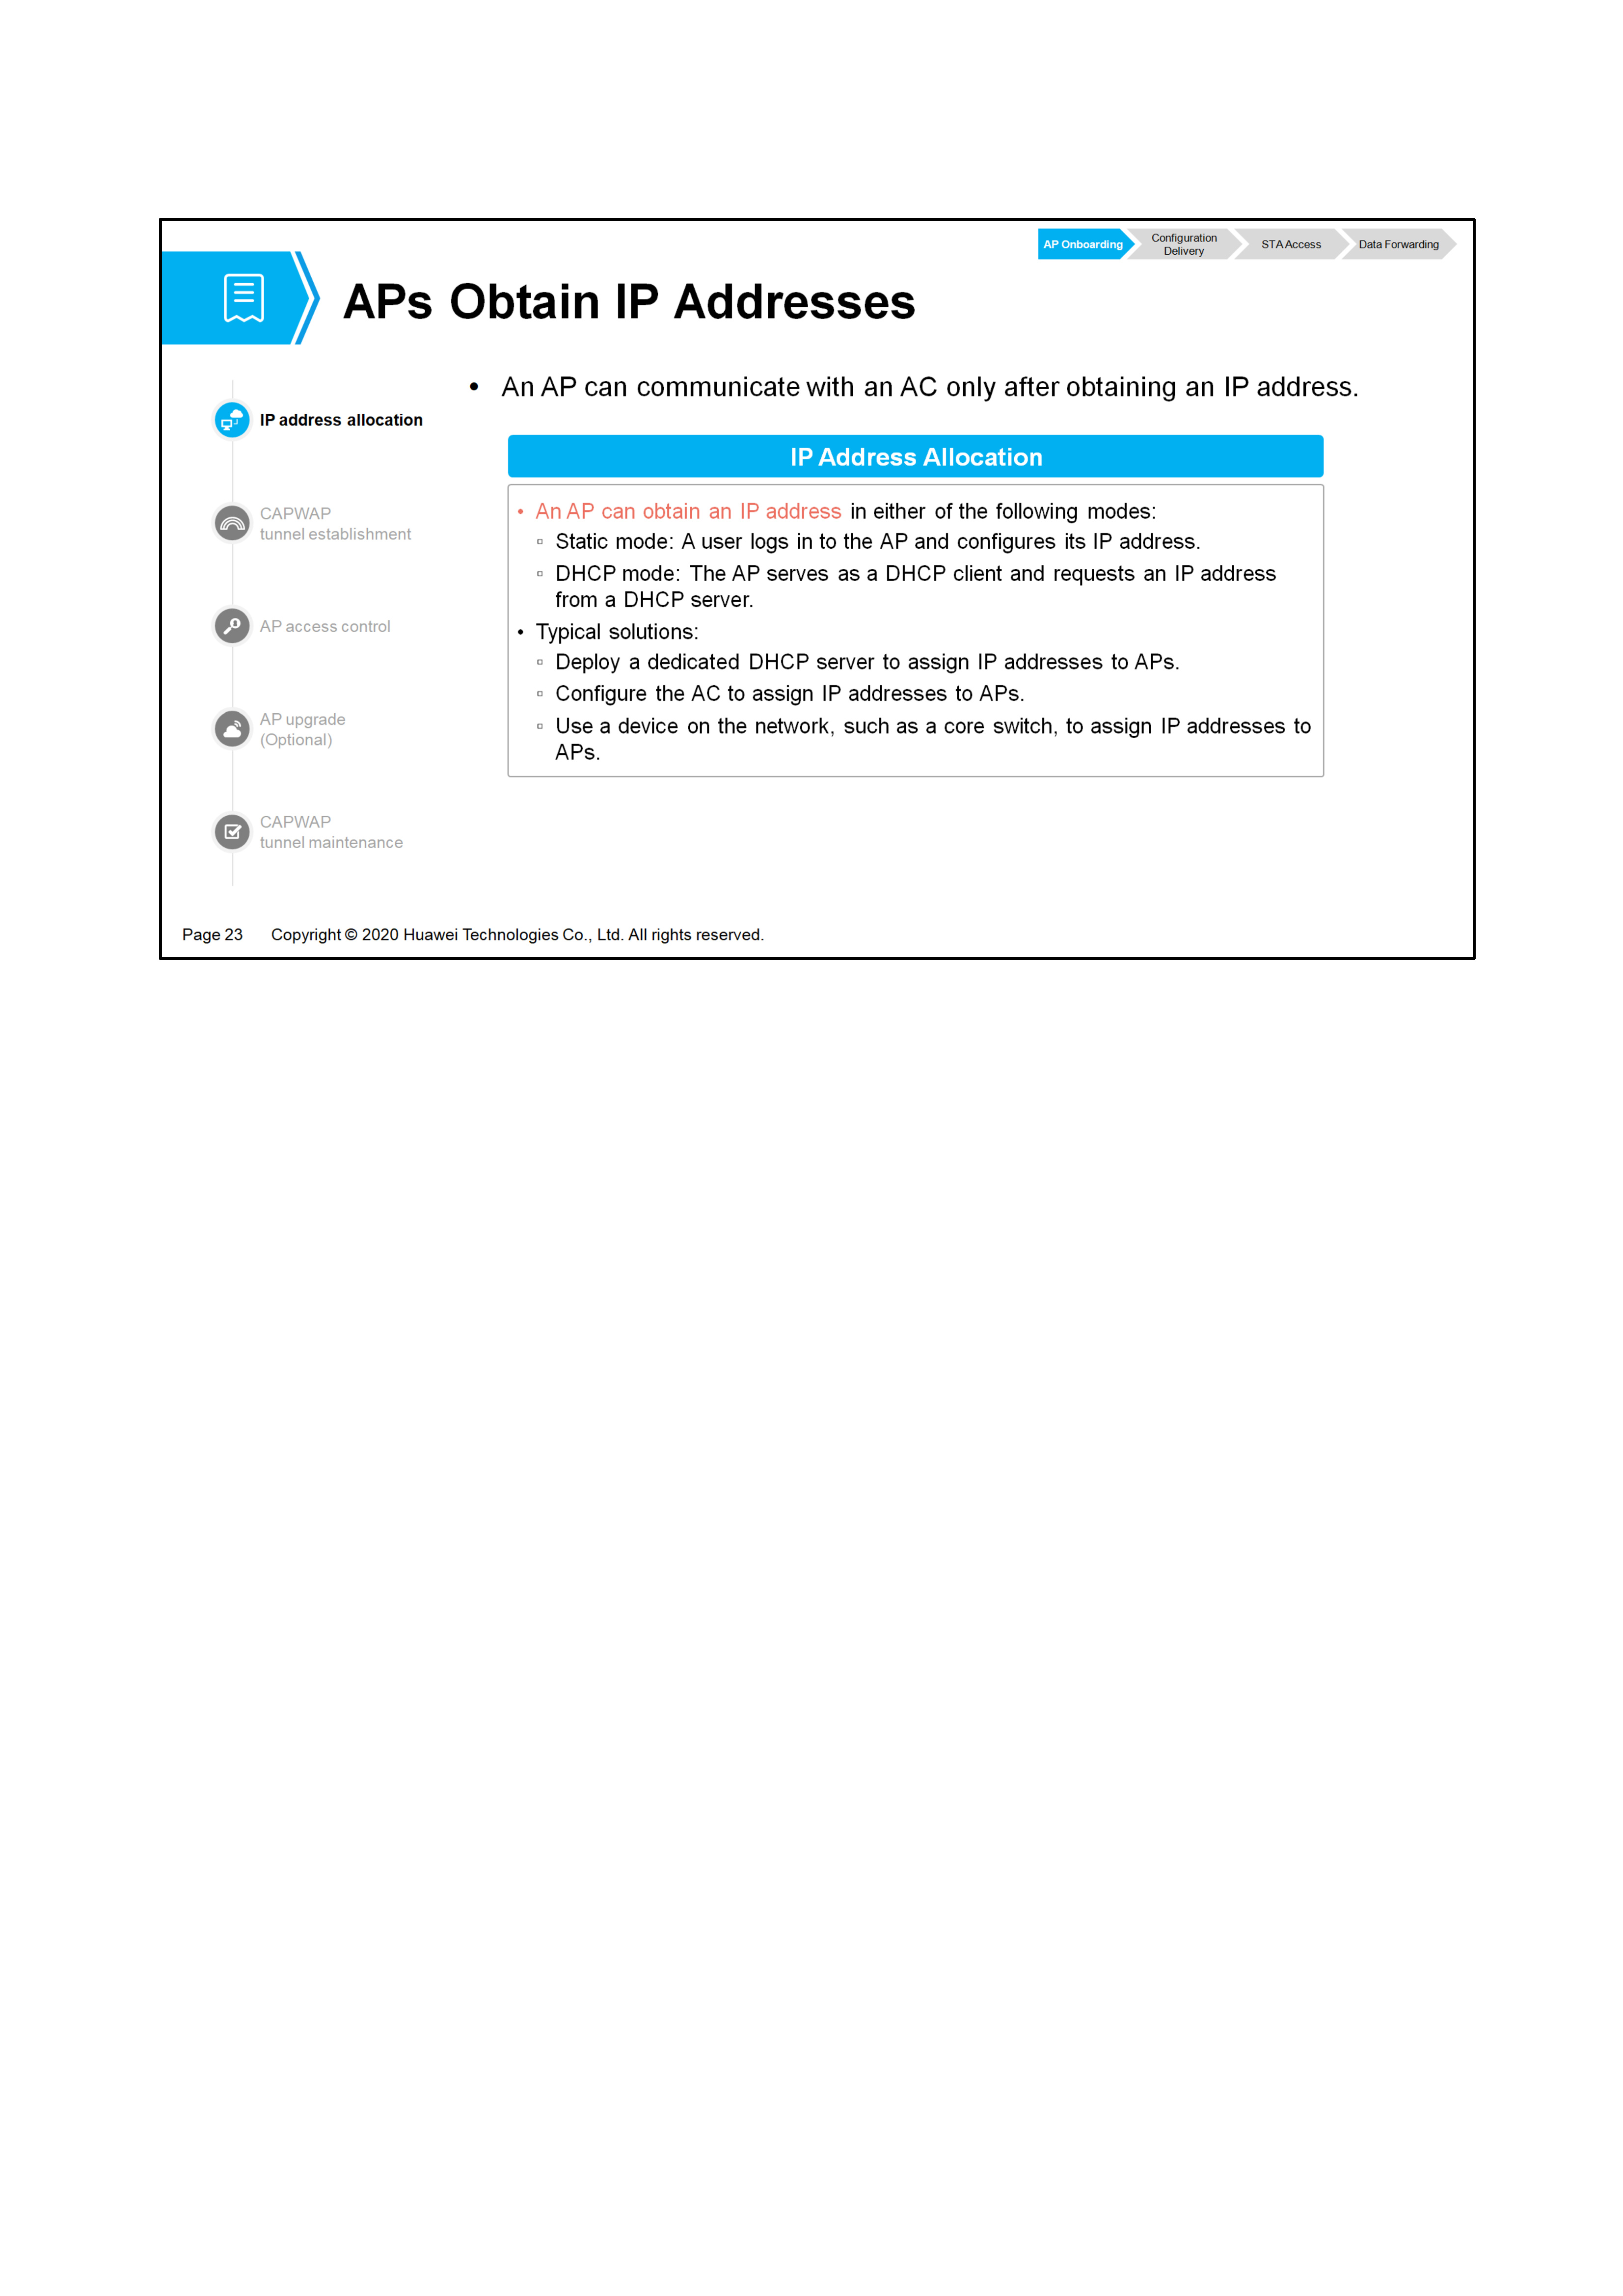 AP Onboarding
Configuration
Delivery
STA Access
Data Forwarding
APs Obtain IP Addresses
• An AP can communicate with an AC only after obtaining an IP address.
IP address allocation
CAPWAP
tunnel establishment
AP access control
AP upgrade
(Optional)
CAPWAP
tunnel maintenance
IP Address Allocation
• An AP can obtain an IP address in either of the following modes:
▫ Static mode: A user logs in to the AP and configures its IP address.
▫ DHCP mode: The AP serves as a DHCP client and requests an IP address
from a DHCP server.
• Typical solutions:
▫ Deploy a dedicated DHCP server to assign IP addresses to APs.
▫ Configure the AC to assign IP addresses to APs.
▫ Use a device on the network, such as a core switch, to assign IP addresses to
APs.
Page 23 Copyright © 2020 Huawei Technologies Co., Ltd. All rights reserved.